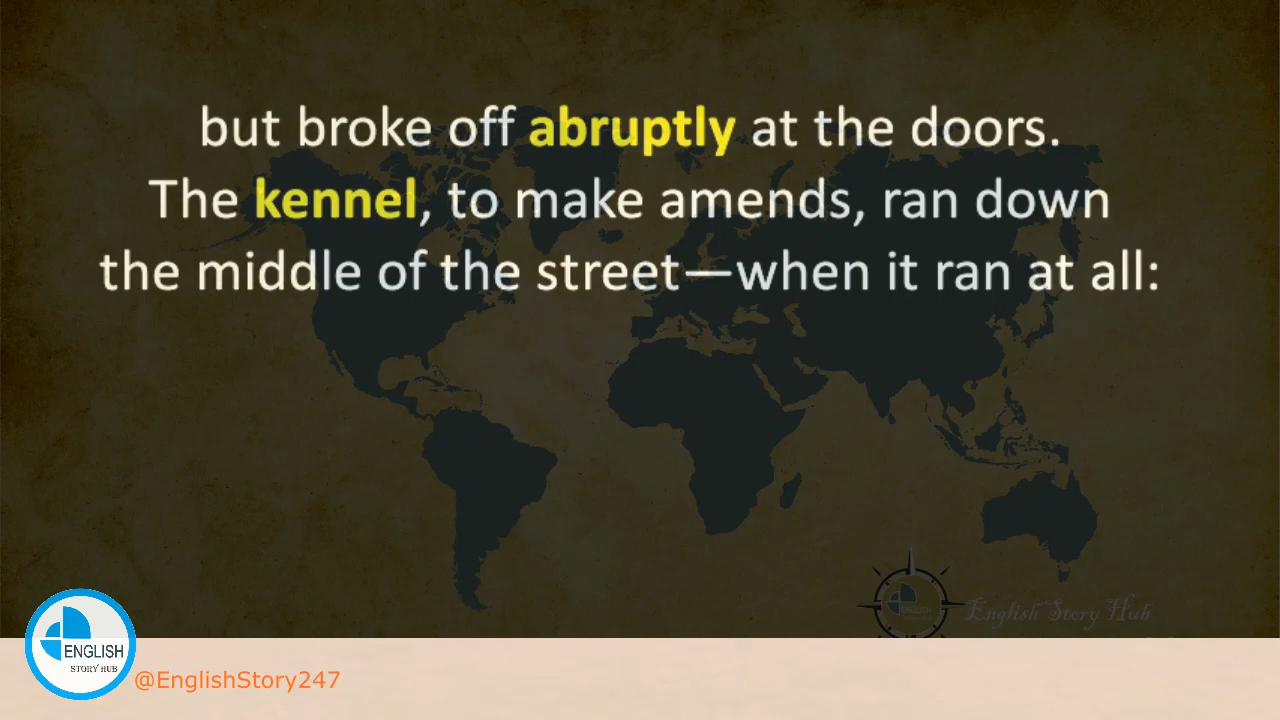 but broke off abruptly at the doors.
The kennel, to make amends, ran down
the middle of the street—when it ran at all:
English Story Hub
ENGLISH
STORY HUB
@EnglishStory247